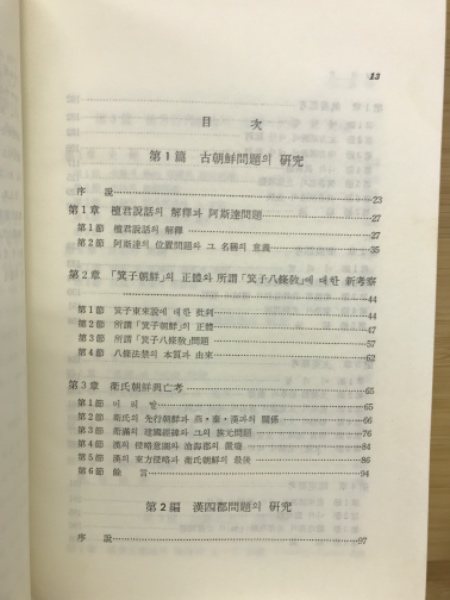 13
目 次
第1篇 古朝鮮問題의 硏究
序 說 23
第1章 檀君說話의 解釋과 阿斯達問題 27
第1節 檀君說話의 解釋 27
第2節 阿斯達의 位置問題와 그 名稱의 意義 35
第2章 「箕子朝鮮」의 正體와 所謂「箕子八條敎」에 대한 新考察
44
第1節 箕子東來說에 대한 批判 44
第2節 所謂「箕子朝鮮」의 正體 47
第3節 所謂「箕子八條敎」問題 57
第4節 八條法禁의 本質과 由來 62
第3章 衛氏朝鮮興亡考 65
第1節 머리말 65
第2節 衛氏의 先行朝鮮과 燕·秦·漢과의 關係 66
第3節 衛滿의 建國經緯와 그의 族元問題 76
第4節 漢의 侵略意圖와 滄海郡의 置廢 84
第5節 漢의 東方侵略과 衛氏朝鮮의 最後 86
第6節 餘 言 94
第2編 漢四郡問題의 硏究
序 說 97